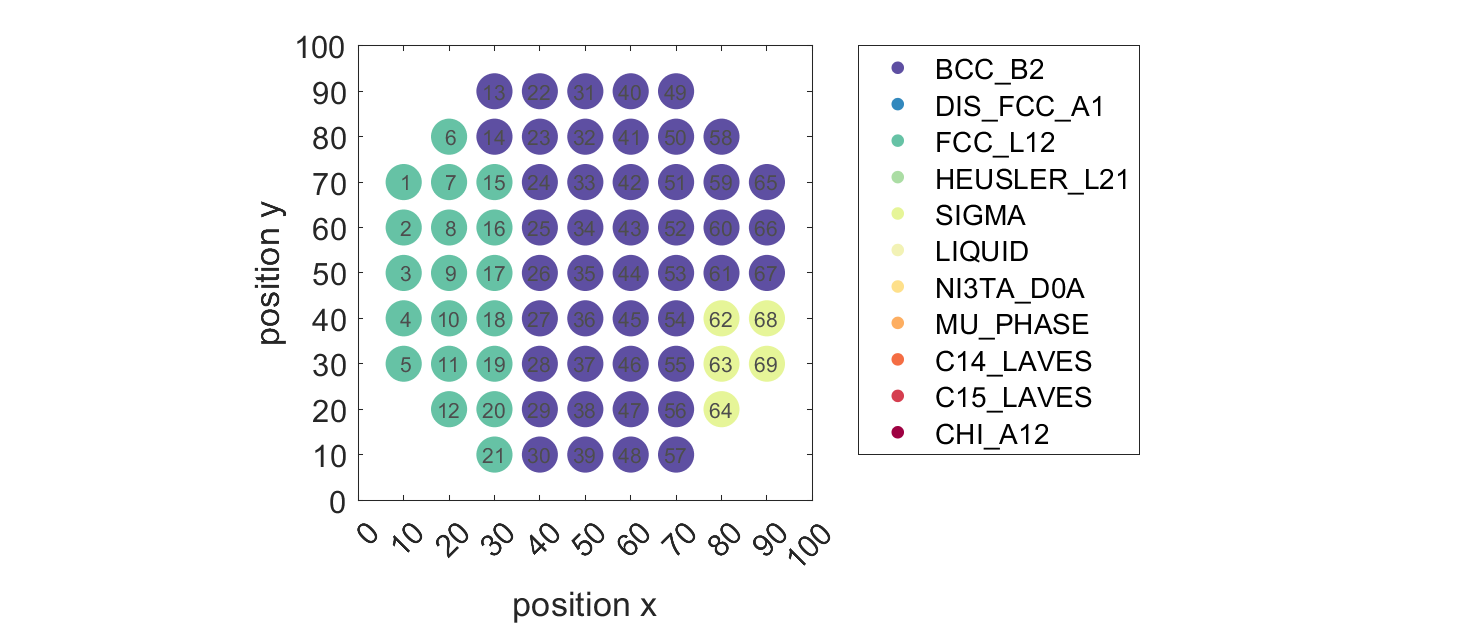 100
90
80
70
60
50
40
30
20
10
0
position y
13 22 31 40 49
6 14 23 32 41 50 58
1 7 15 24 33 42 51 59 65
2 8 16 25 34 43 52 60 66
3 9 17 26 35 44 53 61 67
4 10 18 27 36 45 54 62 68
5 11 19 28 37 46 55 63 69
12 20 29 38 47 56 64
21 30 39 48 57
0 10 20 30 40 50 60 70 80 90 100
position x
BCC_B2
DIS_FCC_A1
FCC_L12
HEUSLER_L21
SIGMA
LIQUID
NI3TA_D0A
MU_PHASE
C14_LAVES
C15_LAVES
CHI_A12